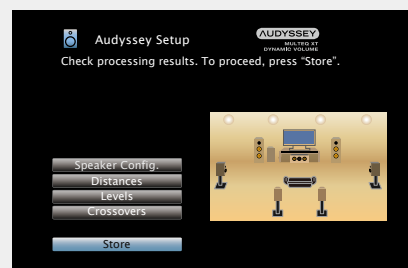 Audyssey Setup
AUDYSSEY
MULTEQ XT
DYNAMIC VOLUME
Check processing results. To proceed, press “Store”.
Speaker Config.
Distances
Levels
Crossovers
Store